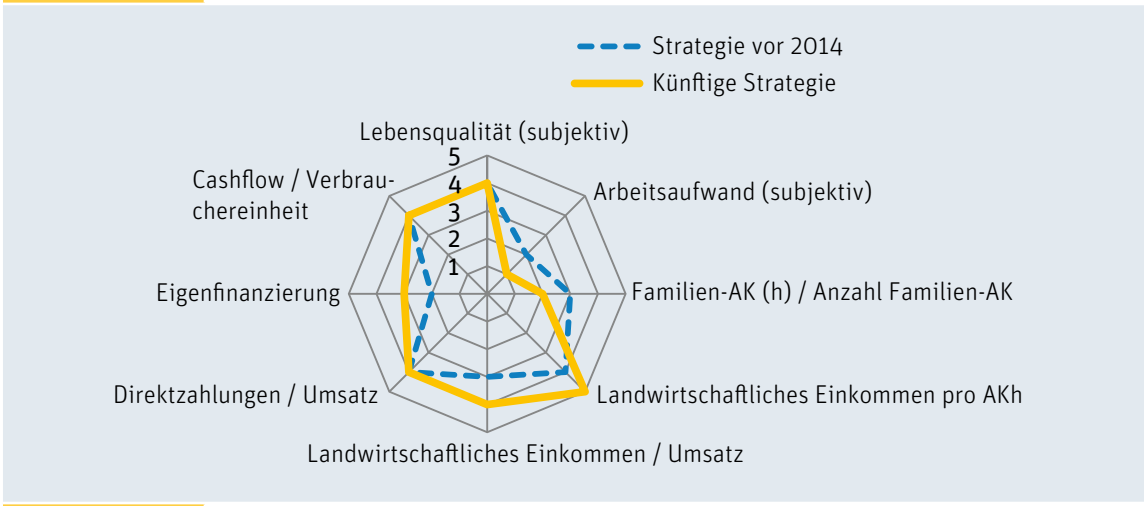 Strategie vor 2014
Künftige Strategie
Lebensqualität (subjektiv)
5
4
3
2
1
Cashflow / Verbrau-
chereinheit
Arbeitsaufwand (subjektiv)
Eigenfinanzierung
Familien-AK (h) / Anzahl Familien-AK
Direktzahlungen / Umsatz
Landwirtschaftliches Einkommen pro AKh
Landwirtschaftliches Einkommen / Umsatz